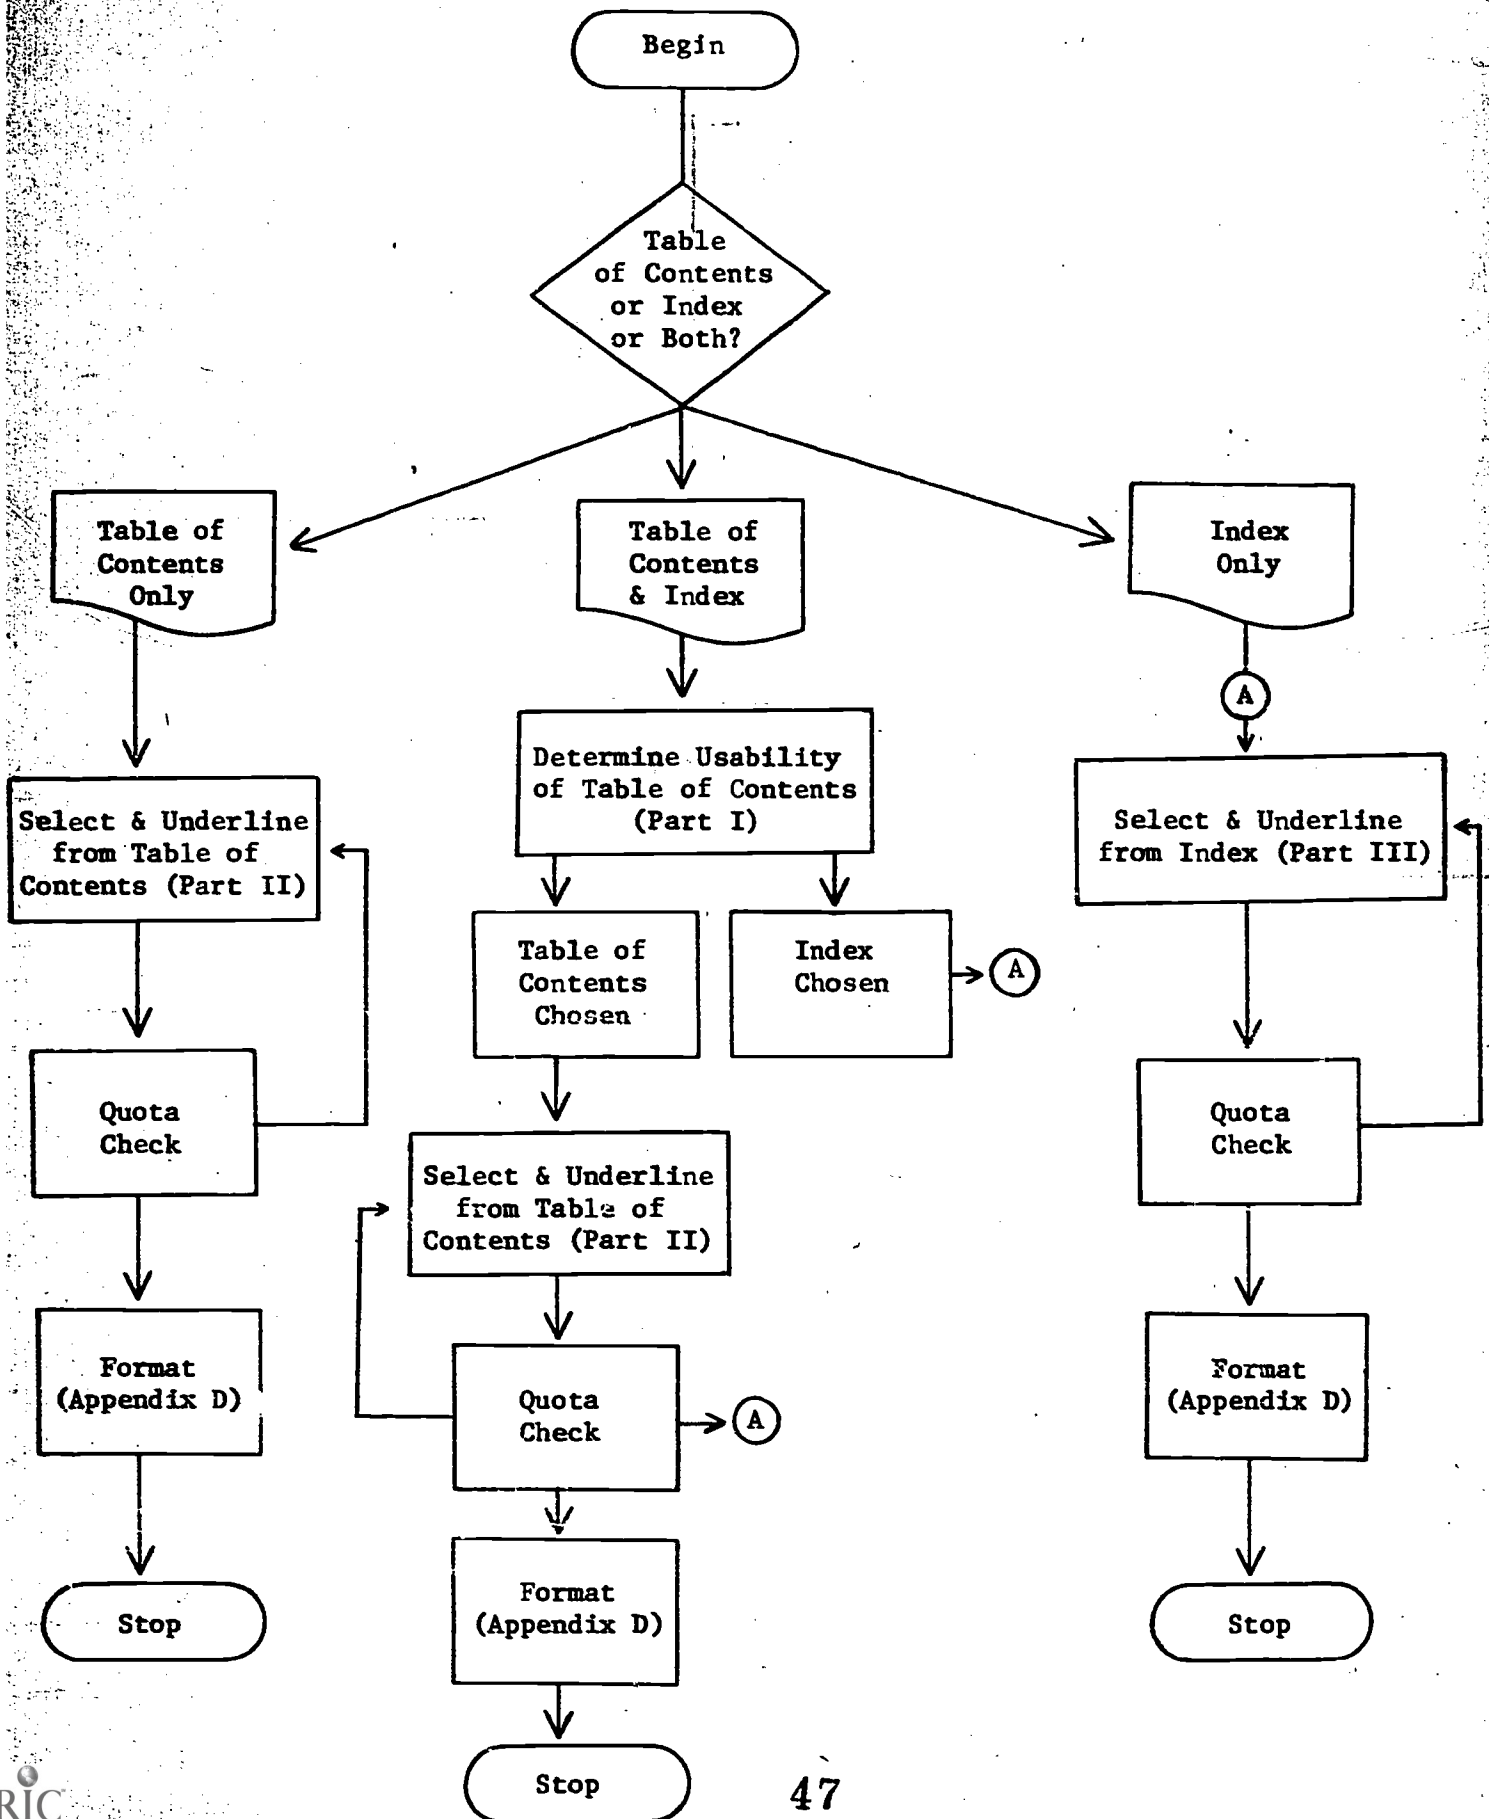 Begin
Table
of Contents
or Index
or Both?
Table of
Contents
Only
Table of
Contents
& Index
Index
Only
A
Determine Usability
of Table of Contents
(Part I)
Select & Underline
from Table of
Contents (Part II)
Select & Underline
from Index (Part III)
Table of
Contents
Chosen
Index
Chosen
A
Quota
Check
Quota
Check
Select & Underline
from Table of
Contents (Part II)
Format
(Appendix D)
Quota
Check
A
Format
(Appendix D)
Format
(Appendix D)
Stop
Stop
Stop
47
RIC